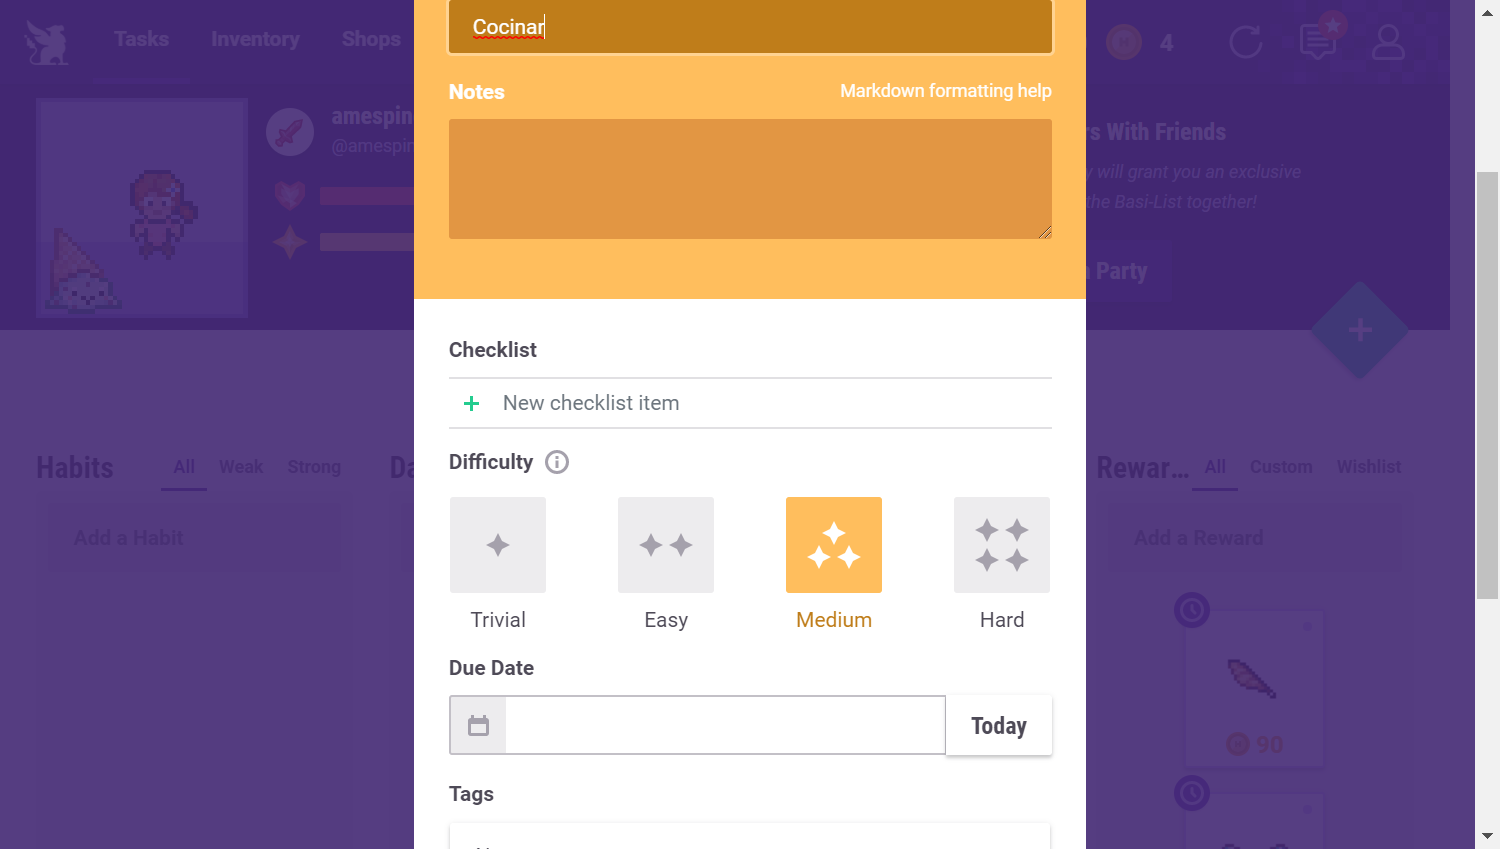 Cocinar
Tasks Inventory Shops
4
Notes
Markdown formatting help
amespin
@amespin
rs With Friends
y will grant you an exclusive
the Basi-List together!
Party
Checklist
New checklist item
Difficulty
Habits All Weak Strong
Da
Rewar... All Custom Wishlist
Add a Habit
Add a Reward
Trivial Easy Medium Hard
Due Date
Today
90
Tags